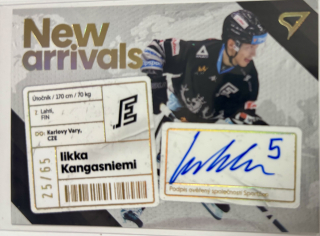 New
arrivals
Útočník / 170 cm / 70 kg
Z: Lahti,
FIN
DO: Karlovy Vary,
CZE
25/65
Iikka
Kangasniemi
5
Podpis ověřený společností